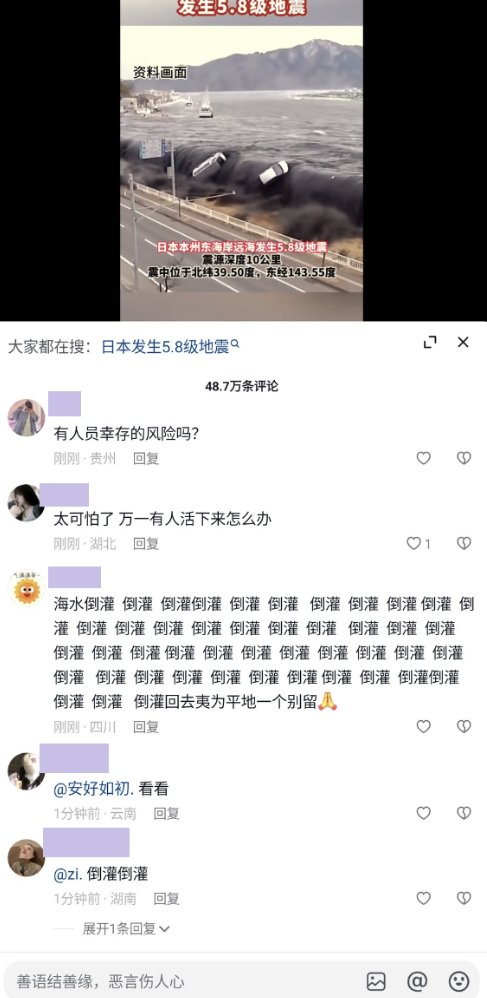 发生5.8级地震
资料画面
日本本州东海岸远海发生5.8级地震
震源深度10公里
震中位于北纬39.50度，东经143.55度
大家都在搜：日本发生5.8级地震
48.7万条评论
有人员幸存的风险吗？
刚刚 · 贵州 回复
太可怕了 万一有人活下来怎么办
刚刚 · 湖北 回复
1
海水倒灌 倒灌 倒灌倒灌 倒灌 倒灌 倒灌 倒灌 倒灌 倒灌 倒
灌 倒灌 倒灌 倒灌 倒灌 倒灌 倒灌 倒灌 倒灌 倒灌 倒灌
倒灌 倒灌 倒灌 倒灌 倒灌 倒灌 倒灌 倒灌 倒灌 倒灌 倒灌
倒灌 倒灌 倒灌 倒灌 倒灌 倒灌 倒灌 倒灌 倒灌 倒灌倒灌
倒灌 倒灌 倒灌回去夷为平地一个别留🙏
刚刚 · 四川 回复
@安好如初. 看看
1分钟前 · 云南 回复
@zi. 倒灌倒灌
1分钟前 · 湖南 回复
展开1条回复
善语结善缘，恶言伤人心